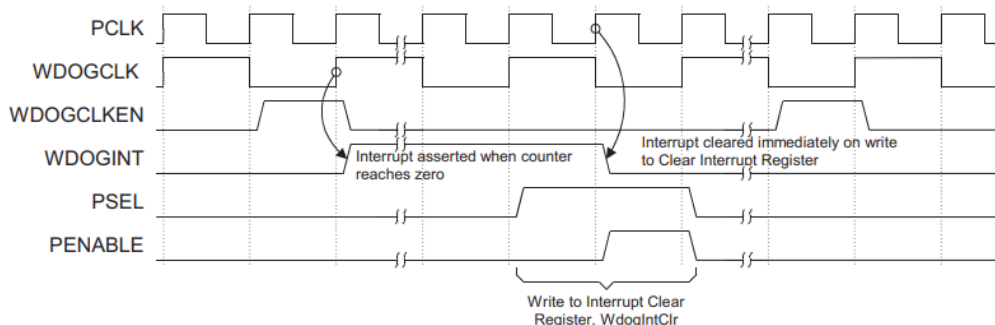 PCLK
WDOGCLK
WDOGCLKEN
WDOGINT
Interrupt asserted when counter
reaches zero
Interrupt cleared immediately on write
to Clear Interrupt Register
PSEL
PENABLE
Write to Interrupt Clear
Register, WdogIntClr